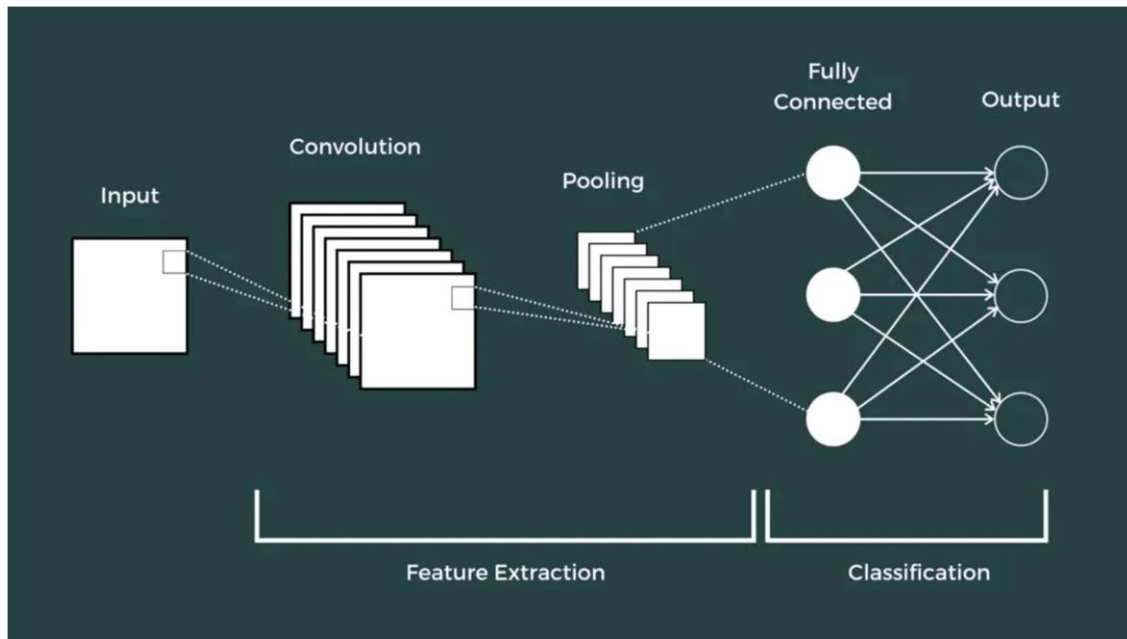 Input
Convolution
Pooling
Fully
Connected
Output
Feature Extraction
Classification